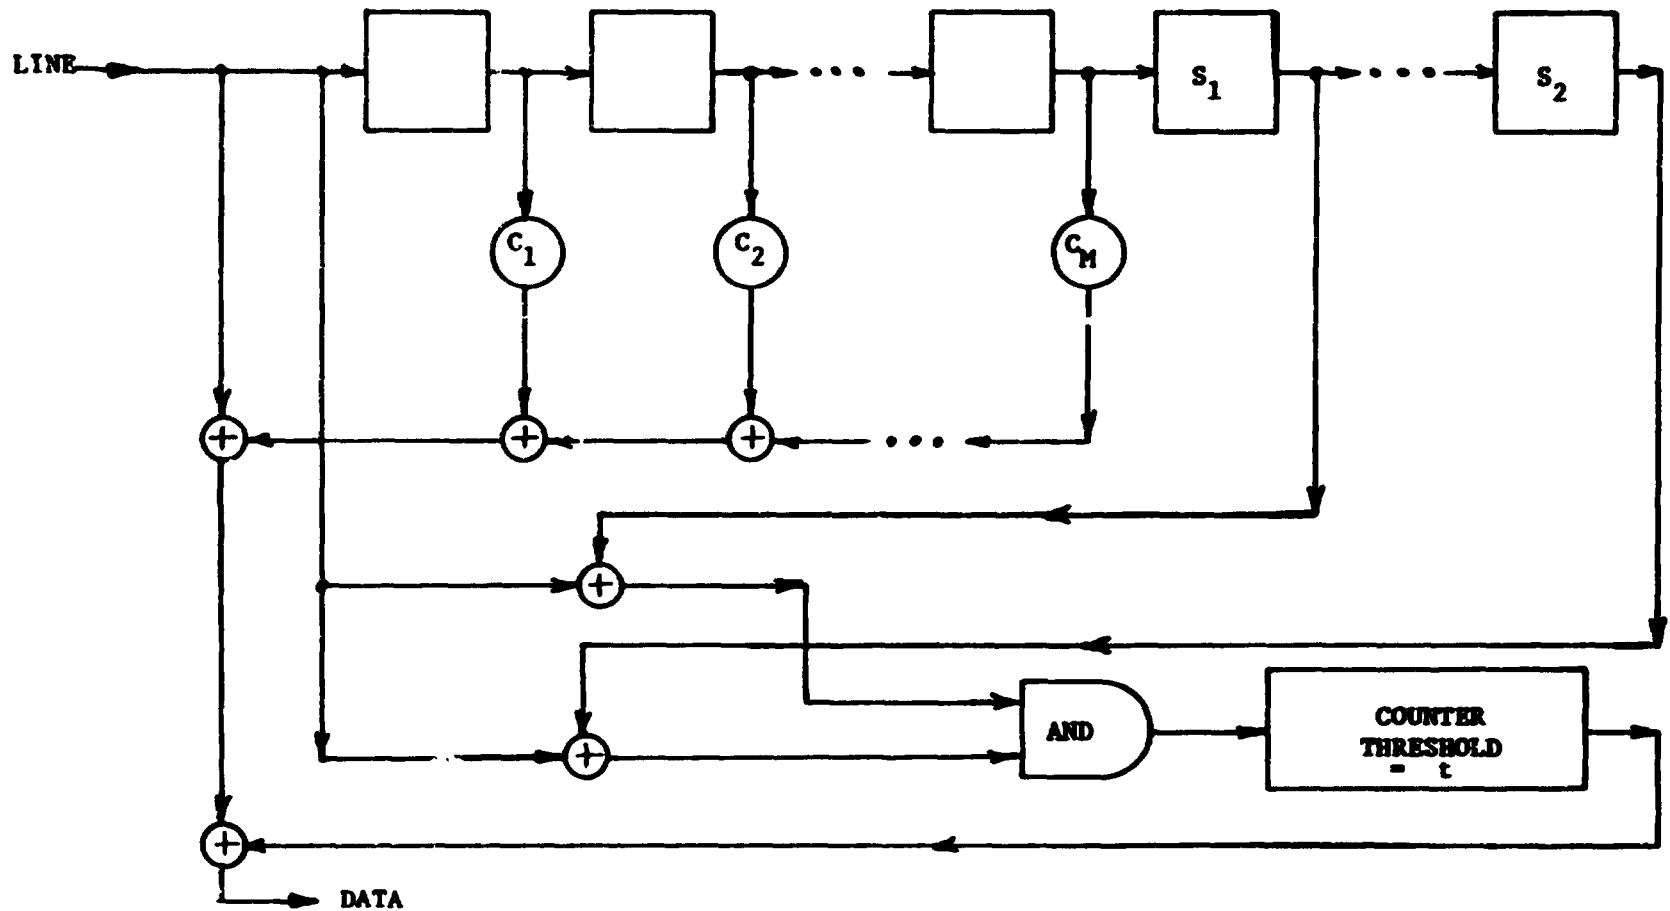 LINE
S1
S2
C1
C2
CM
AND
COUNTER
THRESHOLD
= t
DATA